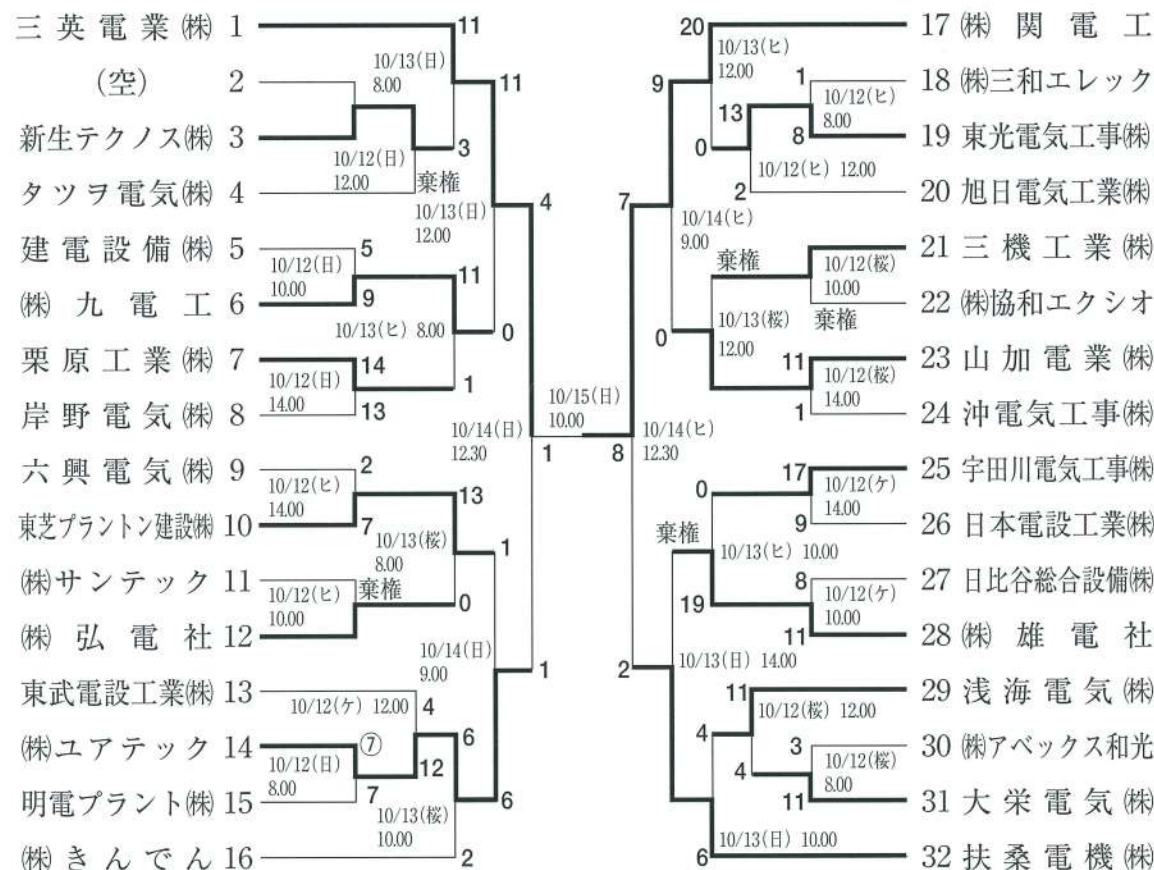 三英電業㈱ 1
(空) 2
新生テクノス㈱ 3
タツヲ電気㈱ 4
建電設備㈱ 5
㈱九電工 6
栗原工業㈱ 7
岸野電気㈱ 8
六興電気㈱ 9
東芝プラントン建設㈱ 10
㈱サンテック 11
㈱弘電社 12
東武電設工業㈱ 13
㈱ユアテック 14
明電プラント㈱ 15
㈱きんでん 16
11
10/13(日)
8.00
11
3
10/12(日)
12.00
棄権
10/13(日)
12.00
4
5
10/12(日)
10.00
9
11
10/13(ヒ) 8.00
0
14
10/12(日)
14.00
13
1
10/14(日)
12.30
1
2
10/12(ヒ)
14.00
7
13
10/13(桜)
8.00
1
10/12(ヒ)
10.00
棄権
0
10/14(日)
9.00
1
10/12(ケ) 12.00
4
⑦
10/12(日)
8.00
7
12
6
10/13(桜)
10.00
6
2
10/15(日)
10.00
8
20
10/13(ヒ)
12.00
9
1
10/12(ヒ)
8.00
13
8
0
10/12(ヒ) 12.00
2
7
10/14(ヒ)
9.00
棄権
10/12(桜)
10.00
棄権
10/13(桜)
12.00
0
11
10/12(桜)
14.00
1
10/14(ヒ)
12.30
17
10/12(ケ)
14.00
0
9
棄権
10/13(ヒ) 10.00
8
10/12(ケ)
10.00
19
11
2
10/13(日) 14.00
11
10/12(桜) 12.00
4
3
10/12(桜)
8.00
4
11
10/13(日) 10.00
6
17 ㈱関電工
18 ㈱三和エレック
19 東光電気工事㈱
20 旭日電気工業㈱
21 三機工業㈱
22 ㈱協和エクシオ
23 山加電業㈱
24 沖電気工事㈱
25 宇田川電気工事㈱
26 日本電設工業㈱
27 日比谷総合設備㈱
28 ㈱雄電社
29 浅海電気㈱
30 ㈱アベックス和光
31 大栄電気㈱
32 扶桑電機㈱